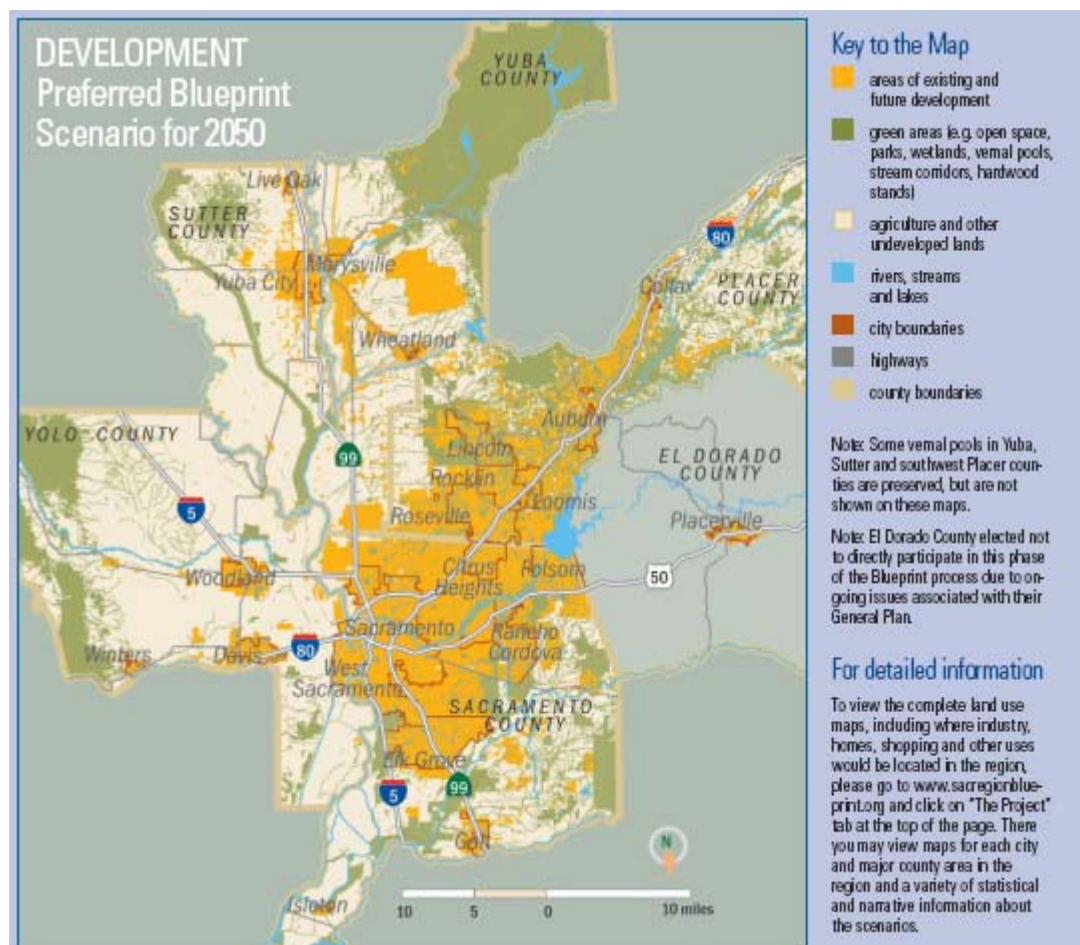 DEVELOPMENT
Preferred Blueprint
Scenario for 2050
YUBA
COUNTY
Live Oak
SUTTER
COUNTY
Marysville
Yuba City
Wheatland
80
Colfax
PLACER
COUNTY
YOLO COUNTY
99
Auburn
Lincoln
Rocklin
EL DORADO
COUNTY
5
Roseville
Loomis
Placerville
Woodland
Citrus
Heights
Folsom
50
Sacramento
80
Rancho
Cordova
Winters
Davis
West
Sacramento
SACRAMENTO
COUNTY
Elk Grove
5
99
Galt
N
Isleton
10 5 0 10 miles
Key to the Map
areas of existing and
future development
green areas (e.g. open space,
parks, wetlands, vernal pools,
stream corridors, hardwood
stands)
agriculture and other
undeveloped lands
rivers, streams
and lakes
city boundaries
highways
county boundaries
Note: Some vernal pools in Yuba,
Sutter and southwest Placer coun-
ties are preserved, but are not
shown on these maps.
Note: El Dorado County elected not
to directly participate in this phase
of the Blueprint process due to on-
going issues associated with their
General Plan.
For detailed information
To view the complete land use
maps, including where industry,
homes, shopping and other uses
would be located in the region,
please go to www.sacregionblue-
print.org and click on "The Project"
tab at the top of the page. There
you may view maps for each city
and major county area in the
region and a variety of statistical
and narrative information about
the scenarios.